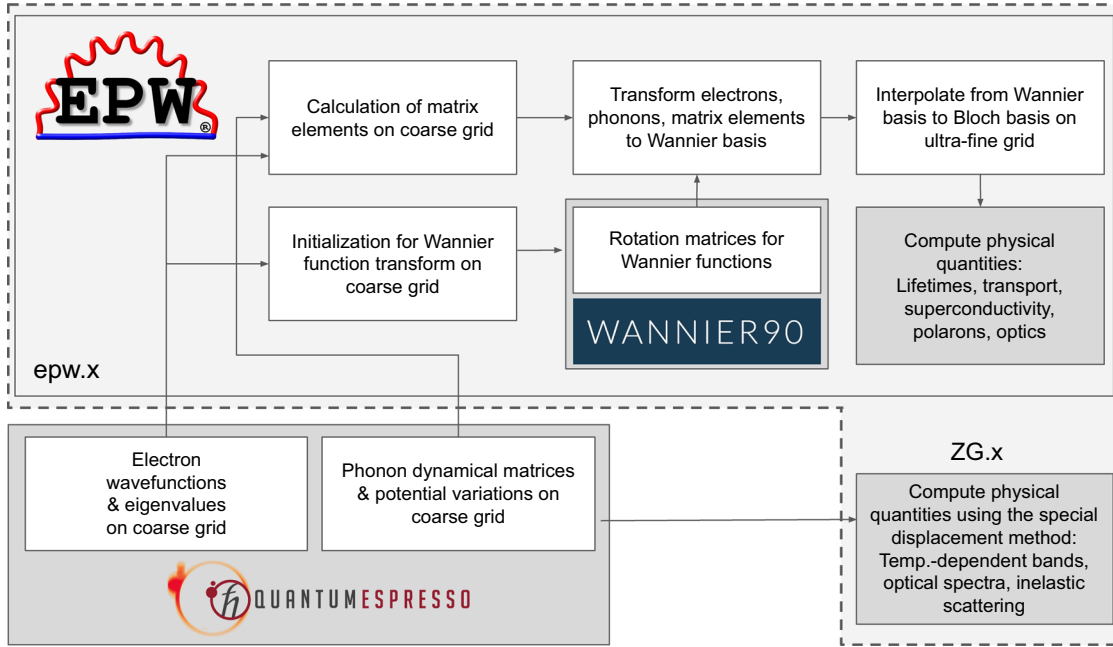 EPW
®
Calculation of matrix
elements on coarse grid
Transform electrons,
phonons, matrix elements
to Wannier basis
Interpolate from Wannier
basis to Bloch basis on
ultra-fine grid
Initialization for Wannier
function transform on
coarse grid
Rotation matrices for
Wannier functions
WANNIER90
Compute physical
quantities:
Lifetimes, transport,
superconductivity,
polarons, optics
epw.x
Electron
wavefunctions
& eigenvalues
on coarse grid
Phonon dynamical matrices
& potential variations on
coarse grid
ħ QUANTUMESPRESSO
ZG.x
Compute physical
quantities using the special
displacement method:
Temp.-dependent bands,
optical spectra, inelastic
scattering